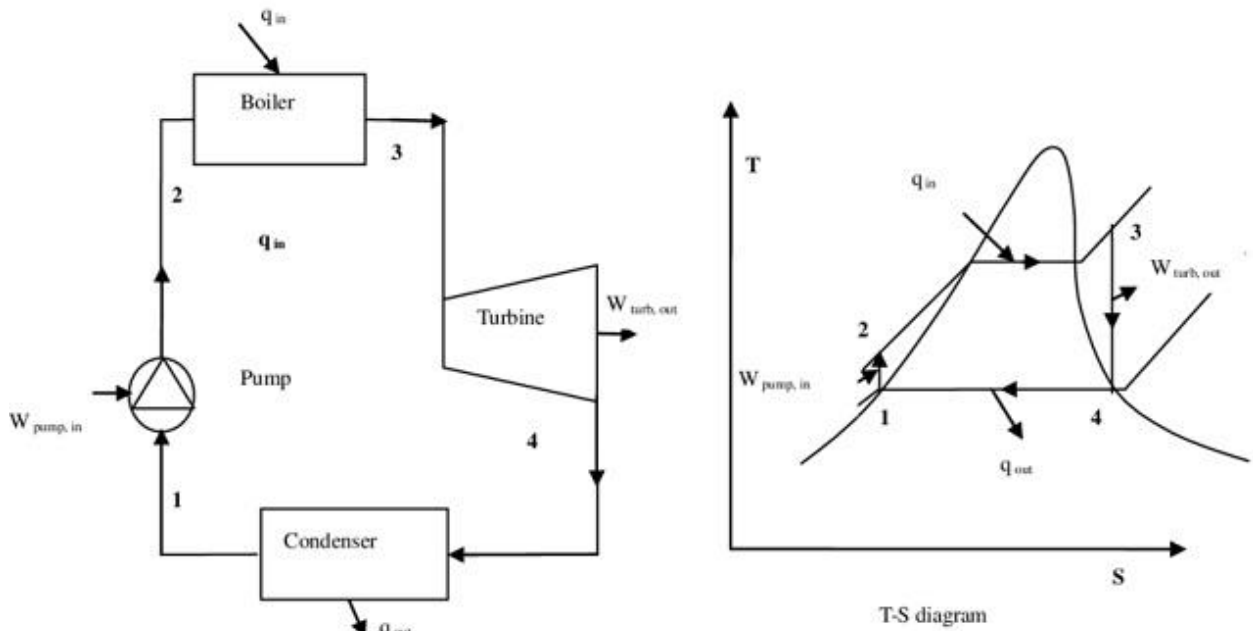 q in
Boiler
3
2
q in
Turbine
W turb, out
Pump
W pump, in
4
1
Condenser
T
q in
3
W turb, out
2
W pump, in
1
4
q out
S
T-S diagram